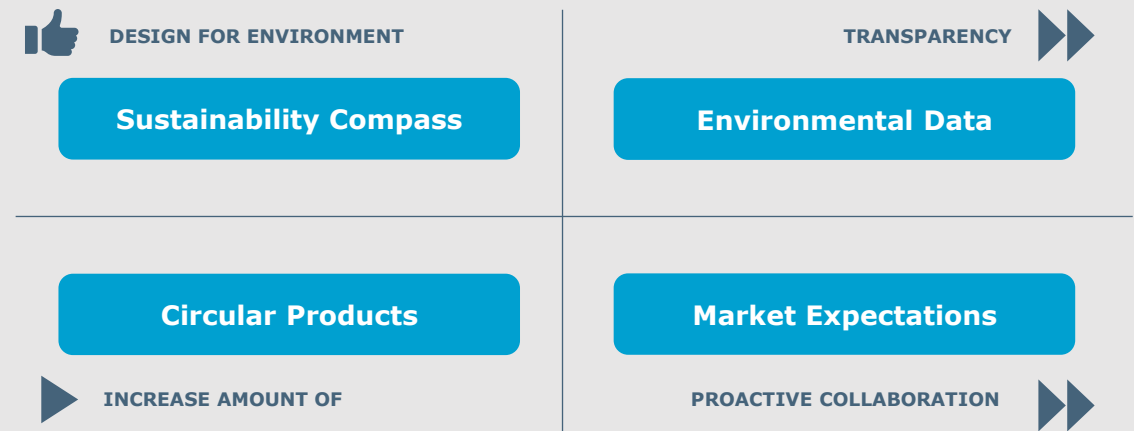 DESIGN FOR ENVIRONMENT
TRANSPARENCY
Sustainability Compass
Environmental Data
Circular Products
Market Expectations
INCREASE AMOUNT OF
PROACTIVE COLLABORATION